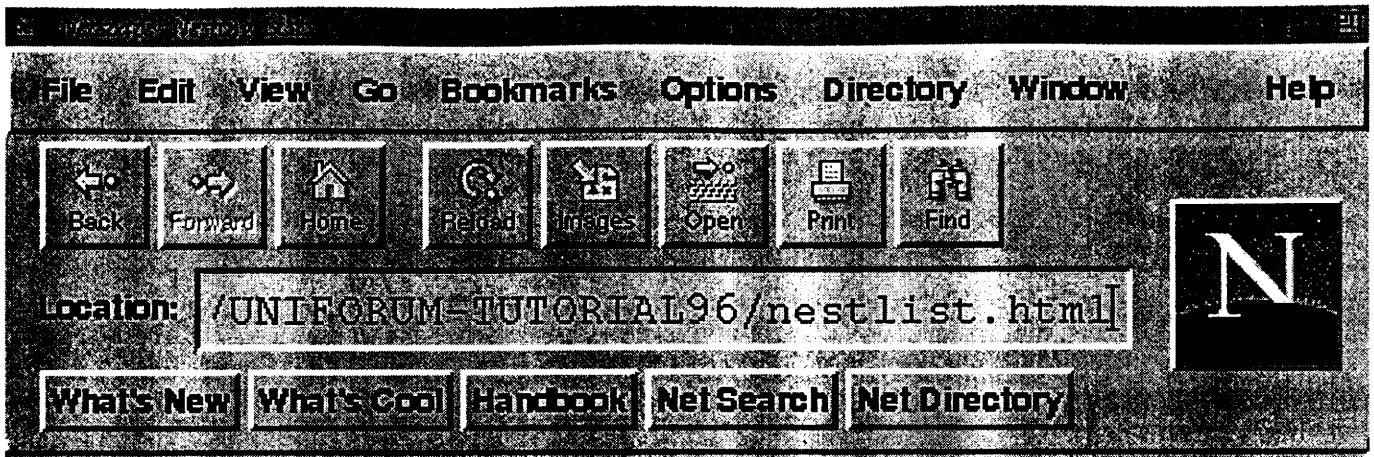 File Edit View Go Bookmarks Options Directory Window Help
Back Forward Home Reload Images Open Print Find
N
Location: /UNIFORUM-TUTORIAL96/nestlist.html
What's New What's Cool Handbook Net Search Net Directory